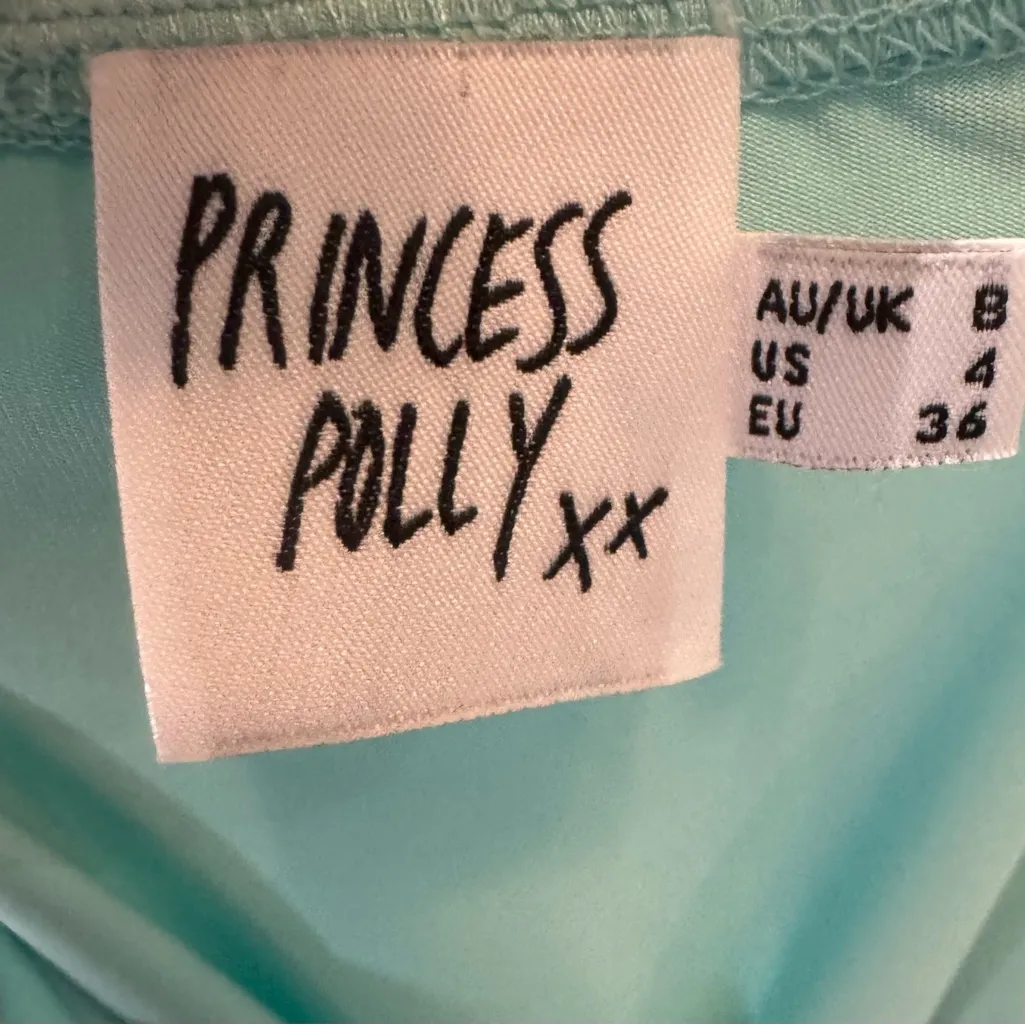 PRINCESS
POLLY xx
AU/UK 8
US 4
EU 36